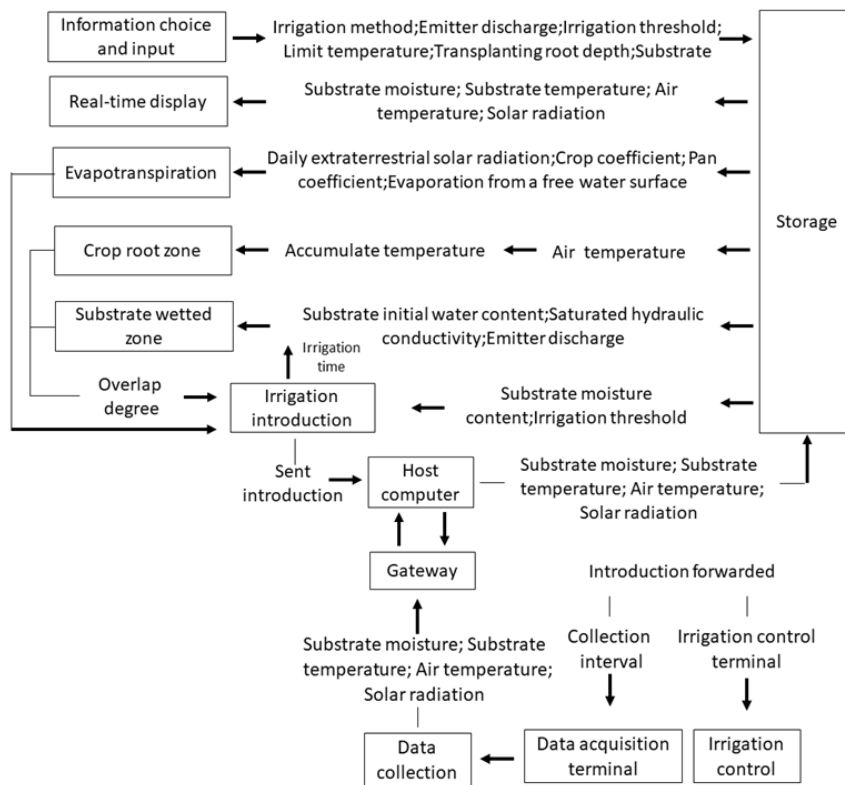 Information choice
and input
Irrigation method;Emitter discharge;Irrigation threshold;
Limit temperature;Transplanting root depth;Substrate
Real-time display
Substrate moisture; Substrate temperature; Air
temperature; Solar radiation
Evapotranspiration
Daily extraterrestrial solar radiation;Crop coefficient; Pan
coefficient;Evaporation from a free water surface
Storage
Crop root zone
Accumulate temperature
Air temperature
Substrate wetted
zone
Substrate initial water content;Saturated hydraulic
conductivity;Emitter discharge
Irrigation
time
Overlap
degree
Irrigation
introduction
Substrate moisture
content;Irrigation threshold
Sent
introduction
Host
computer
Substrate moisture; Substrate
temperature; Air temperature;
Solar radiation
Gateway
Introduction forwarded
Substrate moisture; Substrate
temperature; Air temperature;
Solar radiation
Collection
interval
Irrigation control
terminal
Data
collection
Data acquisition
terminal
Irrigation
control